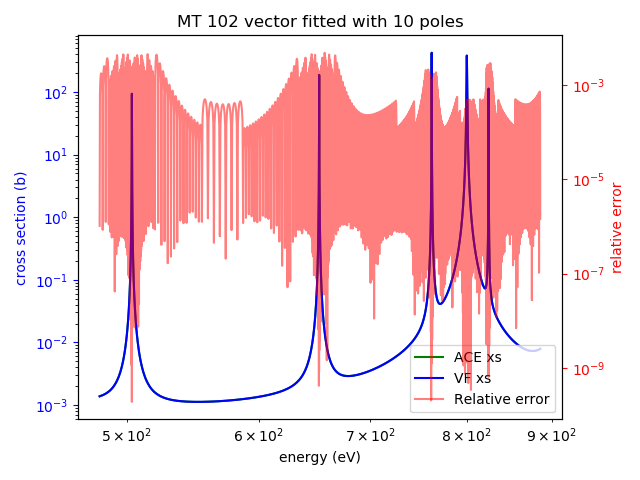 MT 102 vector fitted with 10 poles
10²
10¹
10⁰
10⁻¹
10⁻²
10⁻³
cross section (b)
10⁻³
10⁻⁵
10⁻⁷
10⁻⁹
relative error
ACE xs
VF xs
Relative error
5 × 10² 6 × 10² 7 × 10² 8 × 10² 9 × 10²
energy (eV)